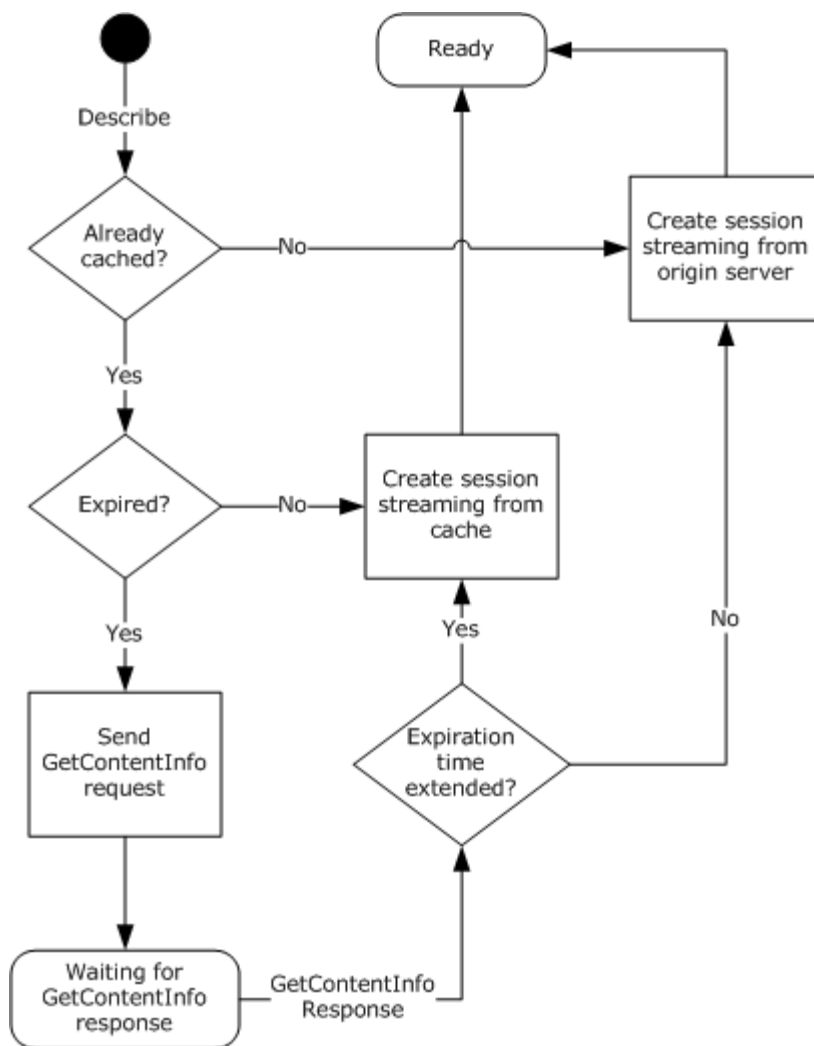 Ready
Describe
Already
cached?
No
Create session
streaming from
origin server
Yes
Expired?
No
Create session
streaming from
cache
Yes
Yes
No
Send
GetContentInfo
request
Expiration
time
extended?
Waiting for
GetContentInfo
response
GetContentInfo
Response